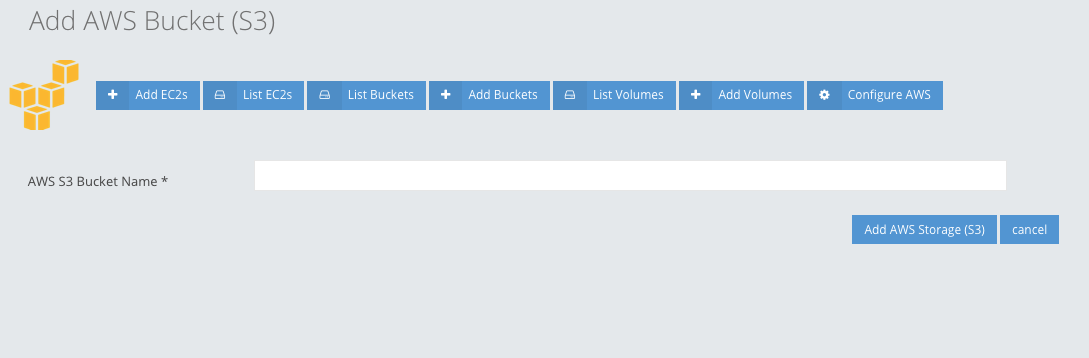 Add AWS Bucket (S3)
Add EC2s List EC2s List Buckets Add Buckets List Volumes Add Volumes Configure AWS
AWS S3 Bucket Name *
Add AWS Storage (S3) cancel